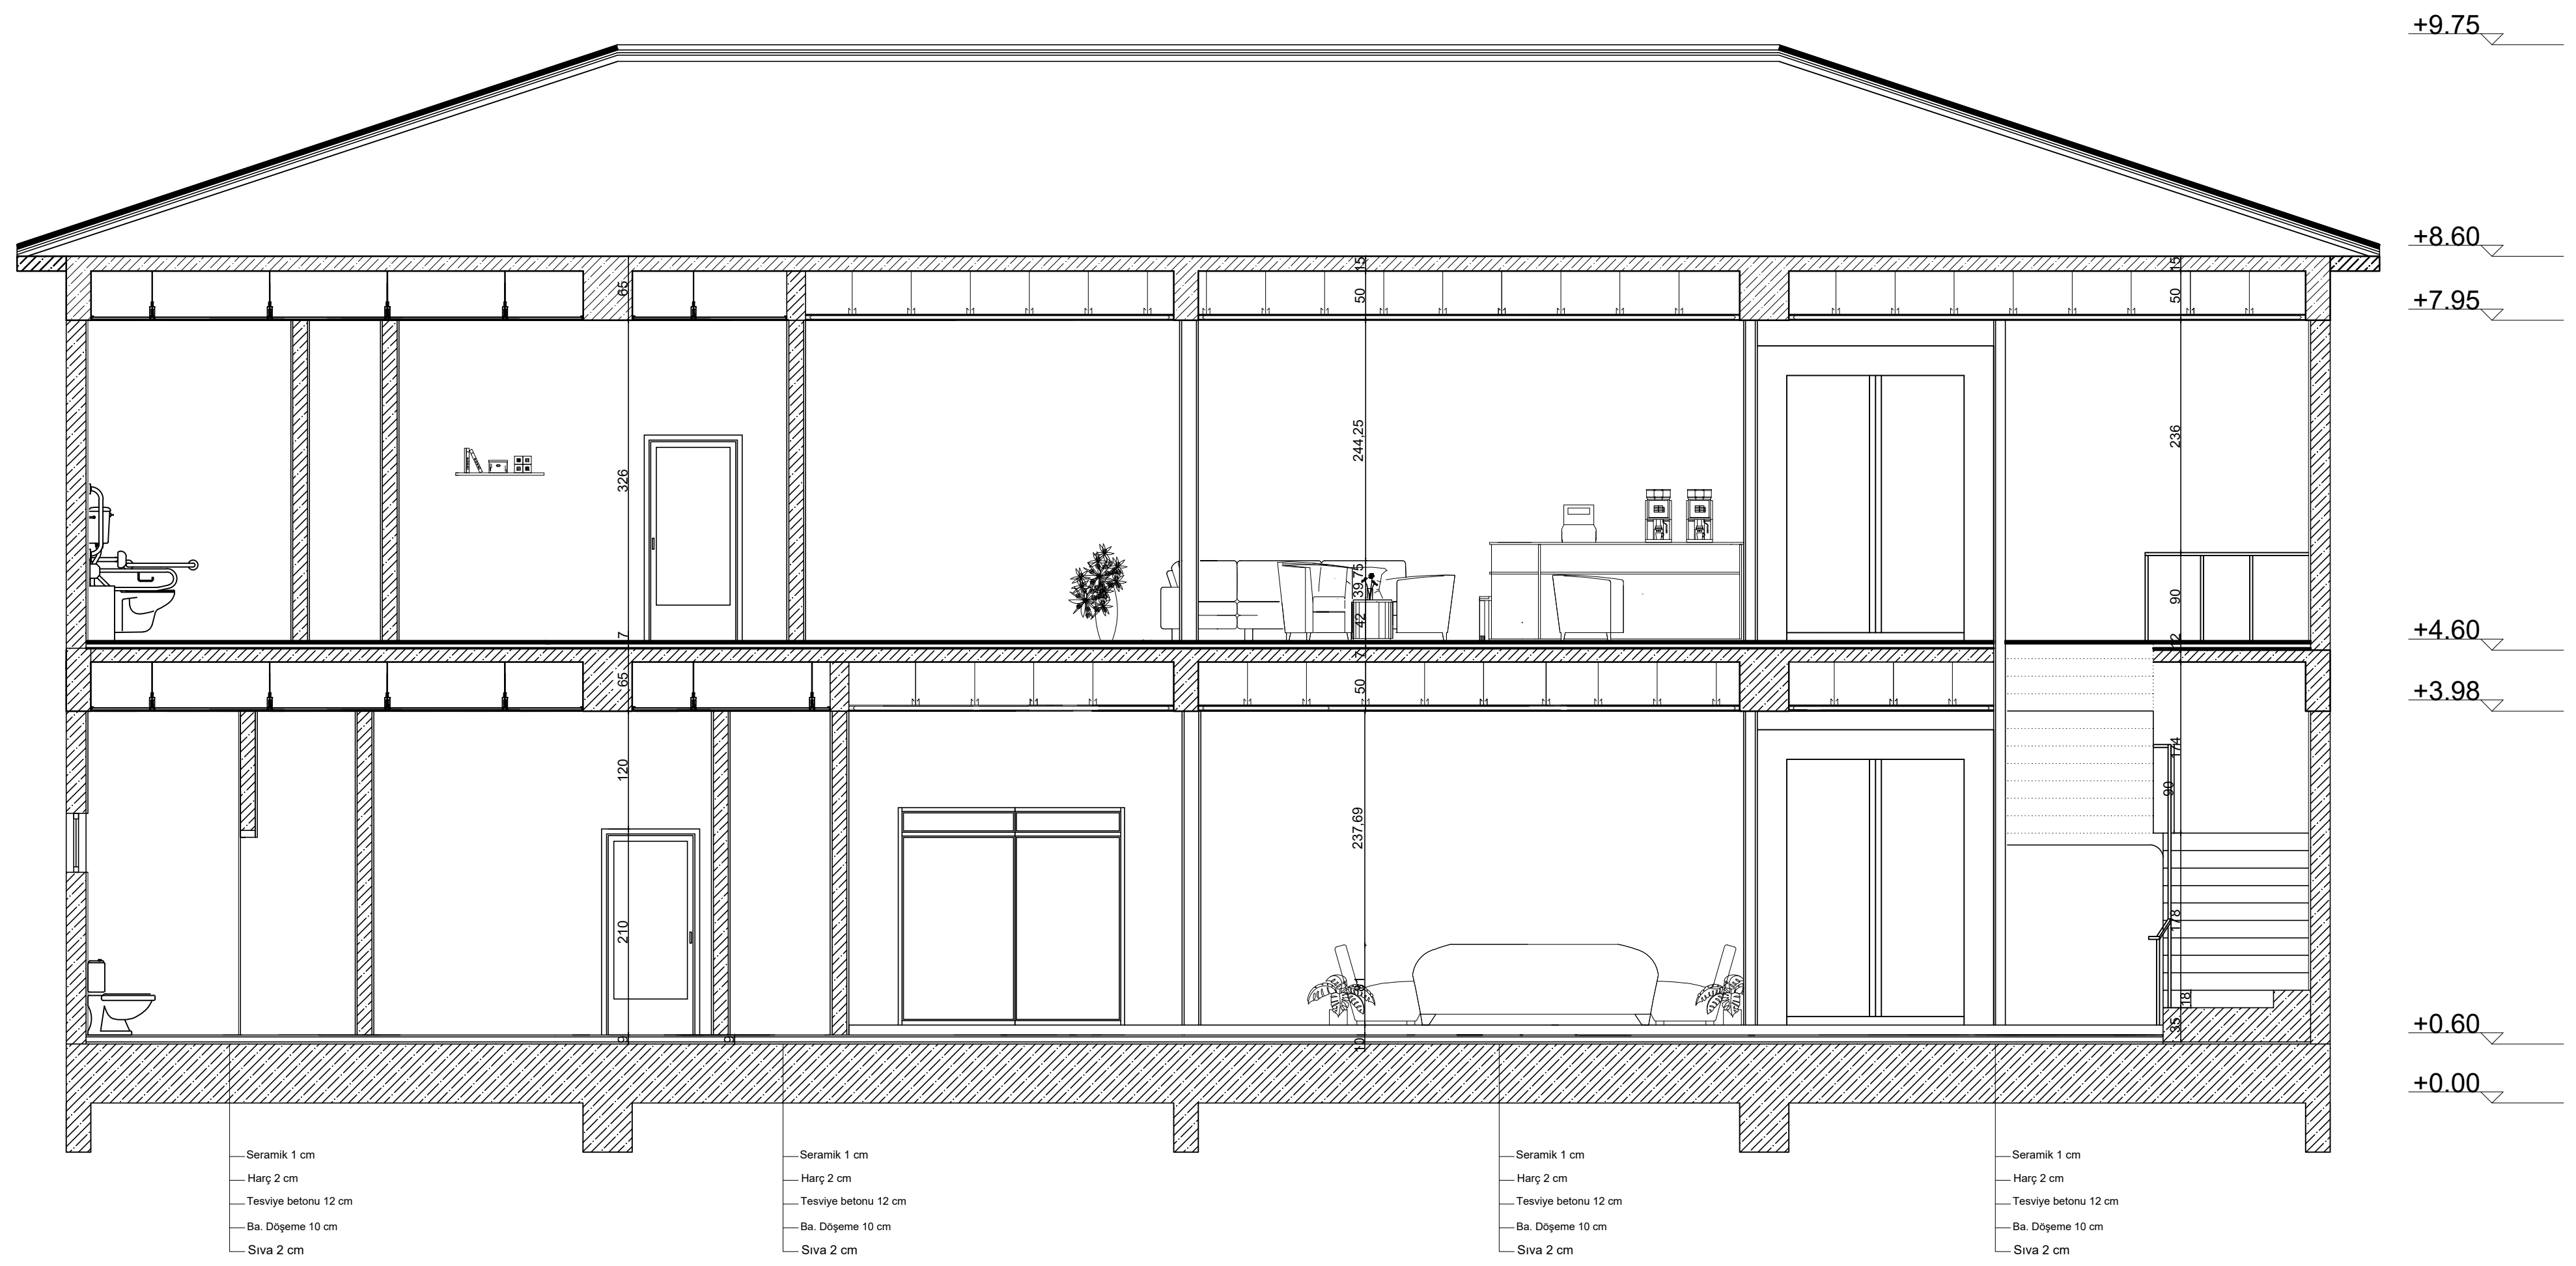 +9.75
+8.60
65
15
50
15
50
+7.95
244,25
236
326
39,75
90
42
+4.60
7
12
7
65
50
+3.98
174
120
90
237,69
210
178
18
35
+0.60
9
10
+0.00
Seramik 1 cm
Harç 2 cm
Tesviye betonu 12 cm
Ba. Döşeme 10 cm
Sıva 2 cm
Seramik 1 cm
Harç 2 cm
Tesviye betonu 12 cm
Ba. Döşeme 10 cm
Sıva 2 cm
Seramik 1 cm
Harç 2 cm
Tesviye betonu 12 cm
Ba. Döşeme 10 cm
Sıva 2 cm
Seramik 1 cm
Harç 2 cm
Tesviye betonu 12 cm
Ba. Döşeme 10 cm
Sıva 2 cm